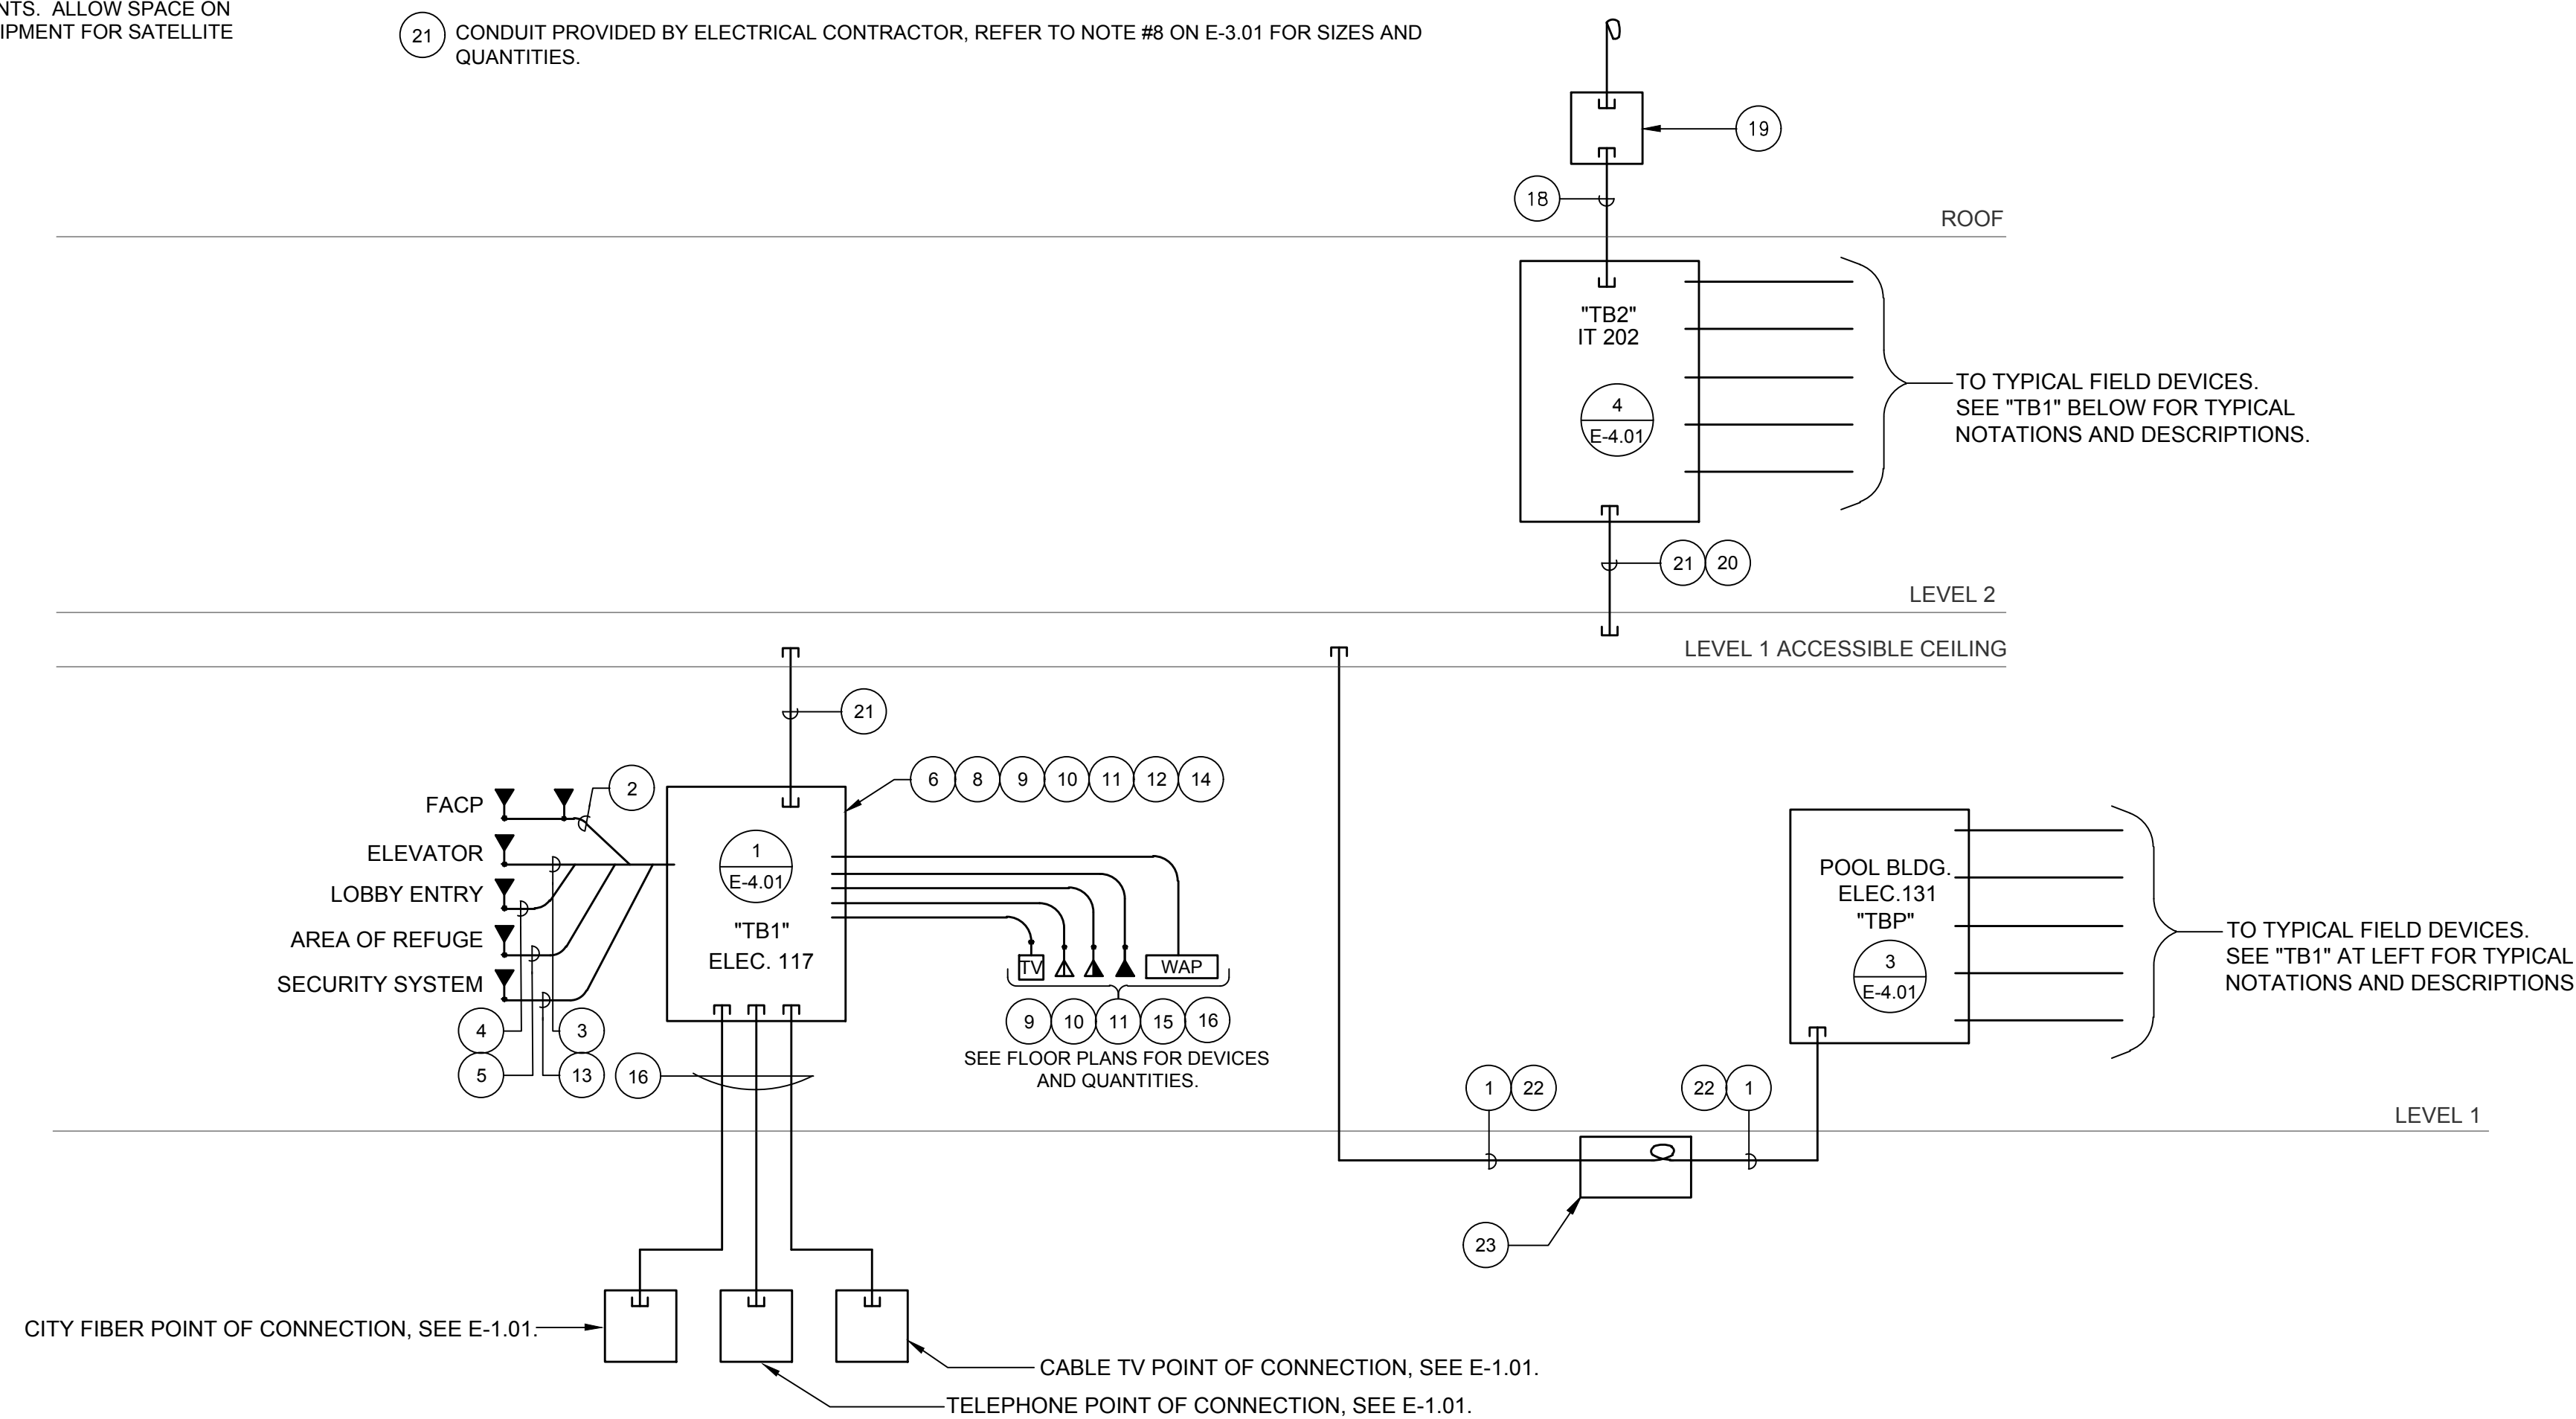 ALLOW SPACE ON
FOR SATELLITE
21 CONDUIT PROVIDED BY ELECTRICAL CONTRACTOR, REFER TO NOTE #8 ON E-3.01 FOR SIZES AND
QUANTITIES.
19
18
ROOF
"TB2"
IT 202
4
E-4.01
TO TYPICAL FIELD DEVICES.
SEE "TB1" BELOW FOR TYPICAL
NOTATIONS AND DESCRIPTIONS.
21 20
LEVEL 2
LEVEL 1 ACCESSIBLE CEILING
21
6 8 9 10 11 12 14
2
FACP
ELEVATOR
LOBBY ENTRY
AREA OF REFUGE
SECURITY SYSTEM
4 3
5 13
16
1
E-4.01
"TB1"
ELEC. 117
TV WAP
9 10 11 15 16
SEE FLOOR PLANS FOR DEVICES
AND QUANTITIES.
POOL BLDG.
ELEC.131
"TBP"
3
E-4.01
TO TYPICAL FIELD DEVICES.
SEE "TB1" AT LEFT FOR TYPICAL
NOTATIONS AND DESCRIPTIONS
1 22
22 1
LEVEL 1
23
CITY FIBER POINT OF CONNECTION, SEE E-1.01.
CABLE TV POINT OF CONNECTION, SEE E-1.01.
TELEPHONE POINT OF CONNECTION, SEE E-1.01.